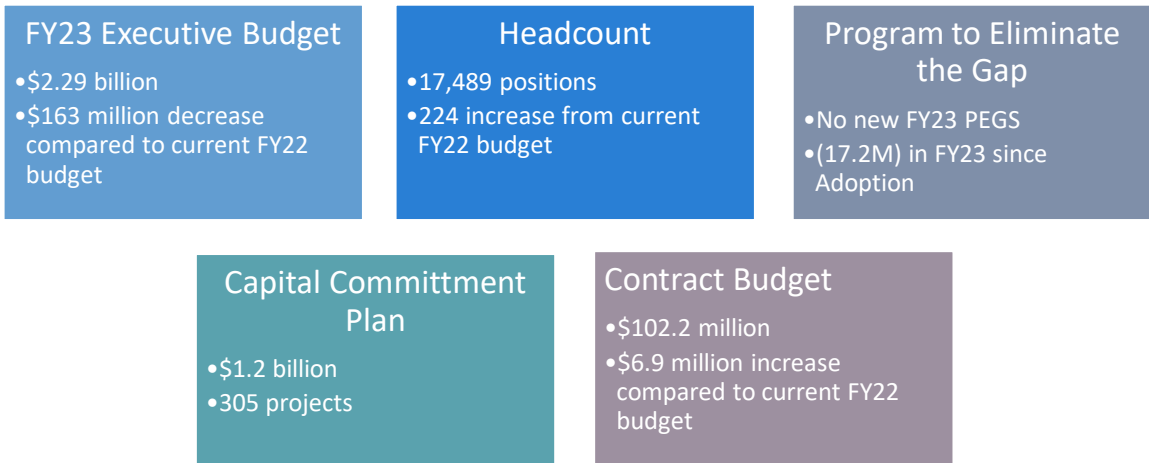 FY23 Executive Budget
•$2.29 billion
•$163 million decrease
compared to current FY22
budget
Headcount
•17,489 positions
•224 increase from current
FY22 budget
Program to Eliminate
the Gap
•No new FY23 PEGS
•(17.2M) in FY23 since
Adoption
Capital Committment
Plan
•$1.2 billion
•305 projects
Contract Budget
•$102.2 million
•$6.9 million increase
compared to current FY22
budget